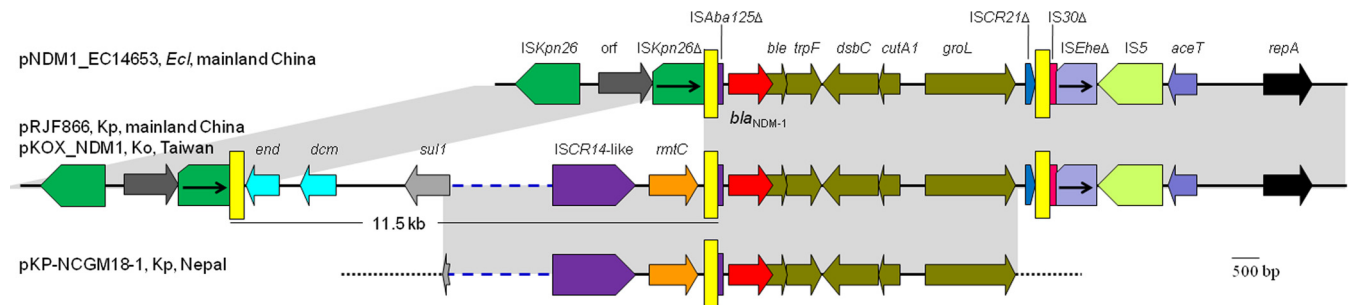 ISAba125Δ ISCR21Δ IS30Δ
ISKpn26 orf ISKpn26Δ ble trpF dsbC cutA1 groL ISEheΔ IS5 aceT repA
pNDM1_EC14653, Ecl, mainland China
blaNDM-1
pRJF866, Kp, mainland China
pKOX_NDM1, Ko, Taiwan
end dcm sul1 ISCR14-like rmtC
11.5 kb
pKP-NCGM18-1, Kp, Nepal
500 bp